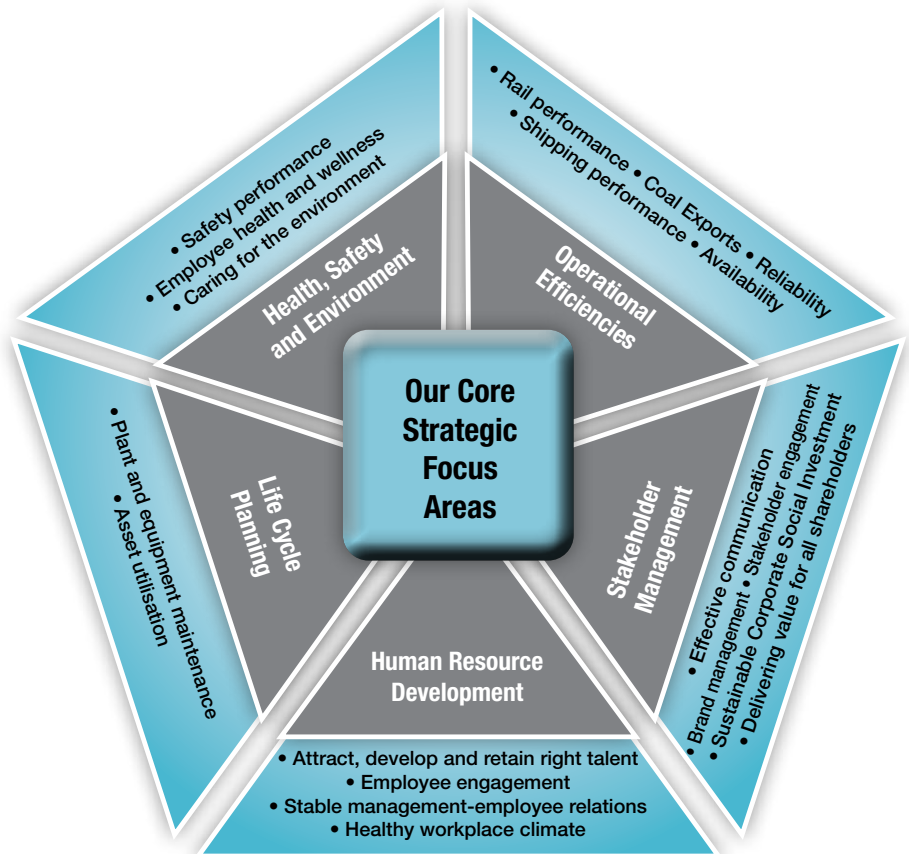 Our Core
Strategic
Focus
Areas
Health, Safety
and Environment
• Safety performance
• Employee health and wellness
• Caring for the environment
Operational
Efficiencies
• Rail performance • Coal Exports • Reliability
• Shipping performance • Availability
Stakeholder
Management
• Effective communication
• Brand management • Stakeholder engagement
• Sustainable Corporate Social Investment
• Delivering value for all shareholders
Human Resource
Development
• Attract, develop and retain right talent
• Employee engagement
• Stable management-employee relations
• Healthy workplace climate
Life Cycle
Planning
• Plant and equipment maintenance
• Asset utilisation